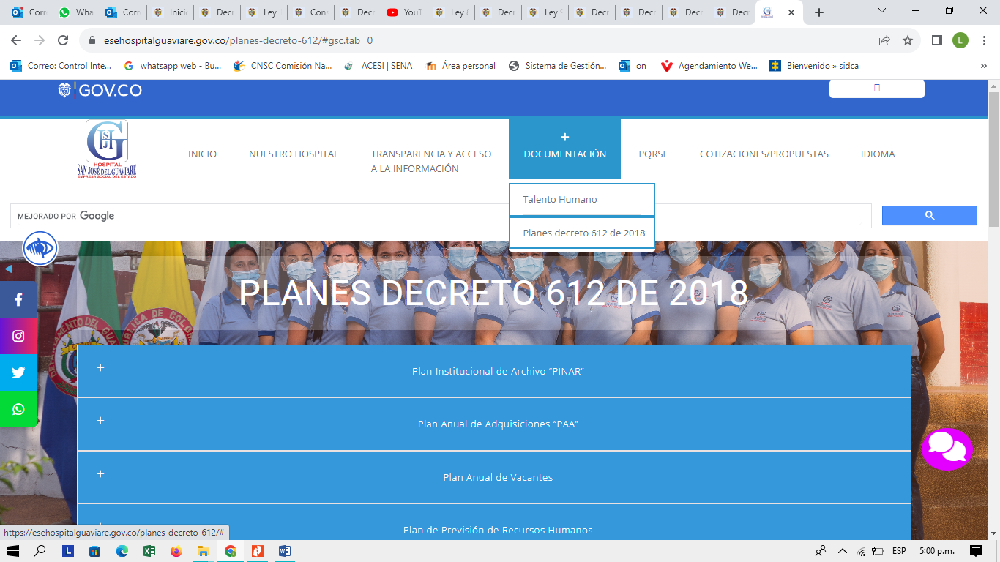 Corr
Wha
Corr
Inici
Decr
Ley 1
Cons
Decr
YouT
Ley 8
Decr
Ley 9
Decr
Decr
Decr
Decr
esehospitalguaviare.gov.co/planes-decreto-612/#gsc.tab=0
L
Correo: Control Inte...
whatsapp web - Bu...
CNSC Comisión Na...
ACESI | SENA
Área personal
Sistema de Gestión...
on
Agendamiento We...
Bienvenido » sidca
GOV.CO
HOSPITAL
SAN JOSE DEL GUAVIARE
EMPRESA SOCIAL DEL ESTADO
INICIO
NUESTRO HOSPITAL
TRANSPARENCIA Y ACCESO
A LA INFORMACIÓN
DOCUMENTACIÓN
PQRSF
COTIZACIONES/PROPUESTAS
IDIOMA
Talento Humano
Planes decreto 612 de 2018
MEJORADO POR Google
PLANES DECRETO 612 DE 2018
Plan Institucional de Archivo “PINAR”
Plan Anual de Adquisiciones “PAA”
Plan Anual de Vacantes
Plan de Previsión de Recursos Humanos
https://esehospitalguaviare.gov.co/planes-decreto-612/#
ESP
5:00 p.m.